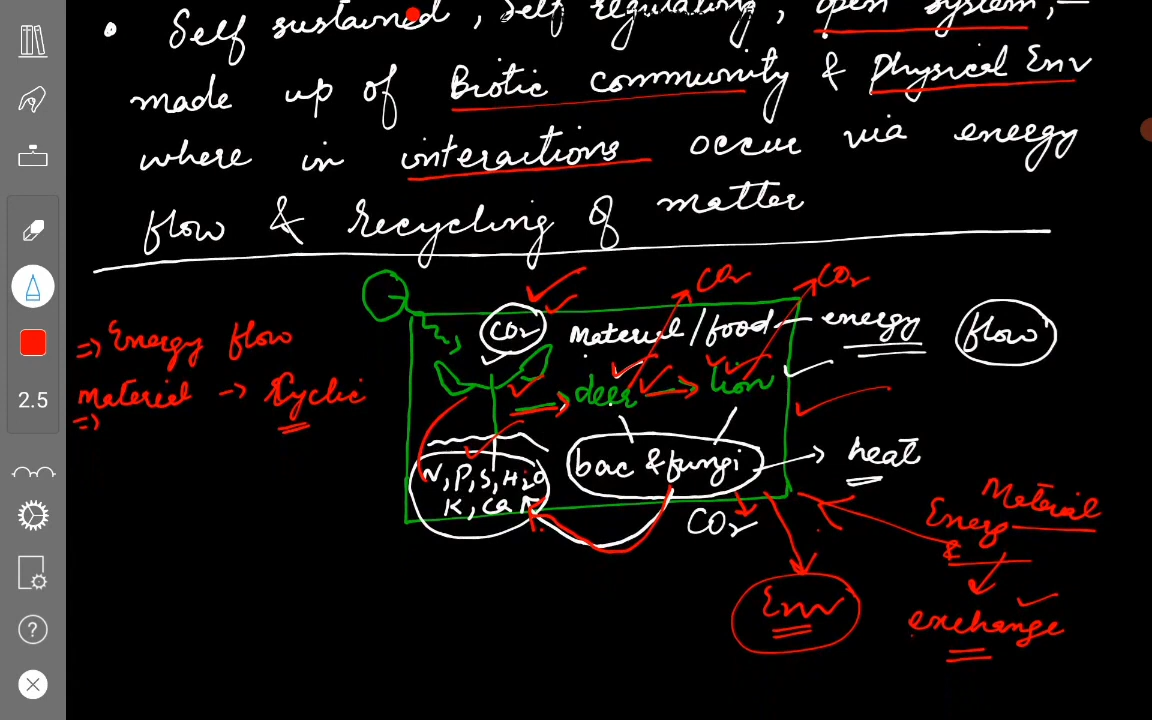 • Self sustained, Self regulating, open system, -
made up of Biotic community & Physical Env
where in interactions occur via energy
flow & Recycling of matter
CO2 CO2
CO2 Material/food energy flow
=> Energy flow
Material -> Cyclic
=>
deer => lion
N, P, S, H2O
K, Ca
bac & fungi -> heat
CO2
Material
Energy
&
Env
exchange
2.5